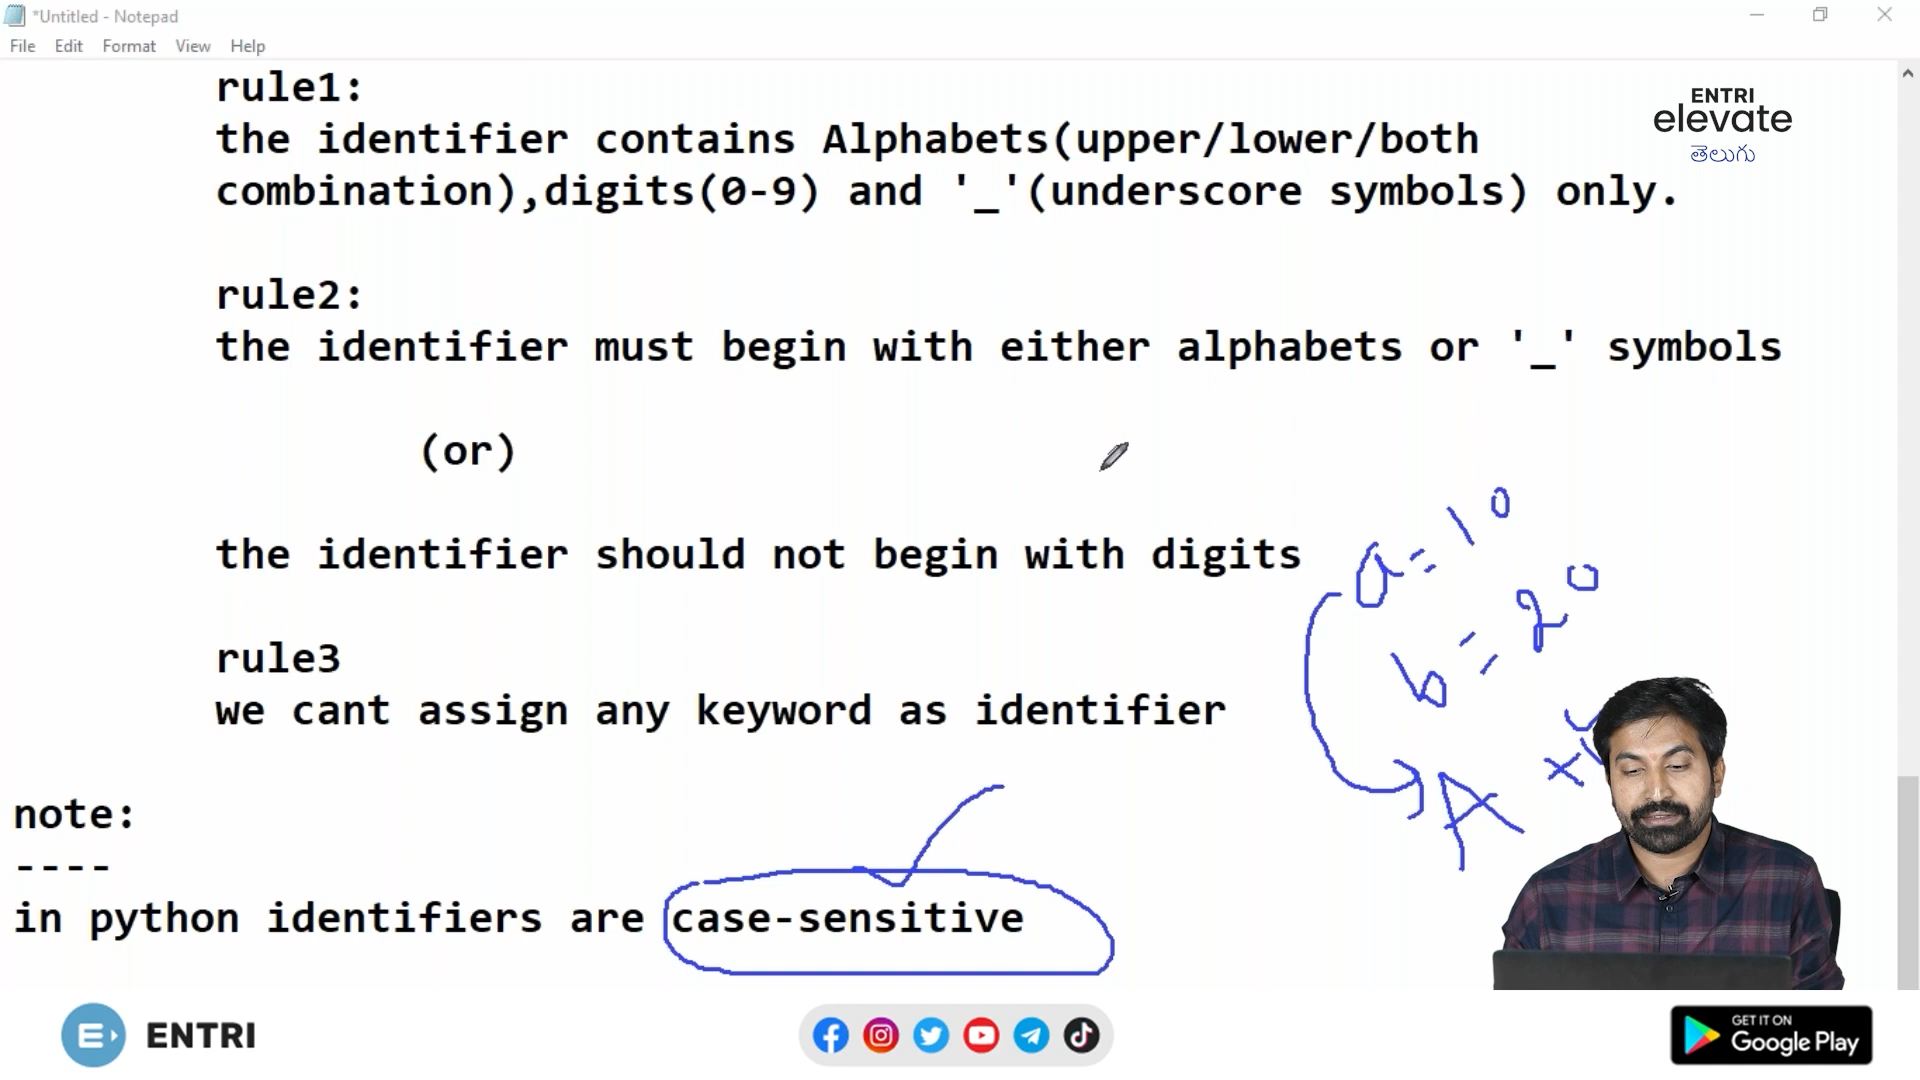 *Untitled - Notepad
File Edit Format View Help
ENTRI
elevate
తెలుగు
rule1:
the identifier contains Alphabets(upper/lower/both
combination),digits(0-9) and '_'(underscore symbols) only.
rule2:
the identifier must begin with either alphabets or '_' symbols
(or)
the identifier should not begin with digits
a=10
b=20
rule3
we cant assign any keyword as identifier
A
note:
----
in python identifiers are case-sensitive
ENTRI
GET IT ON
Google Play